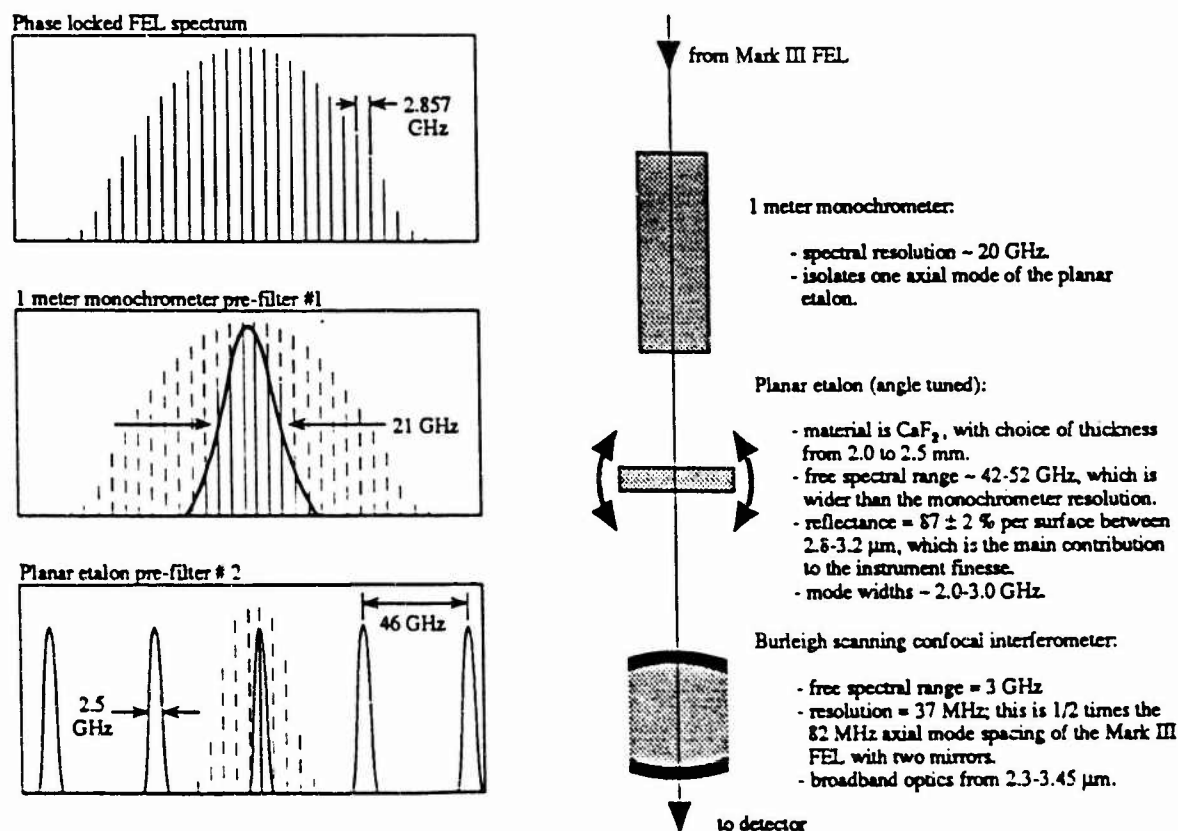 Phase locked FEL spectrum
2.857
GHz
1 meter monochrometer pre-filter #1
21 GHz
Planar etalon pre-filter # 2
46 GHz
2.5
GHz
from Mark III FEL
1 meter monochrometer:
- spectral resolution ~ 20 GHz.
- isolates one axial mode of the planar
etalon.
Planar etalon (angle tuned):
- material is CaF2, with choice of thickness
from 2.0 to 2.5 mm.
- free spectral range ~ 42-52 GHz, which is
wider than the monochrometer resolution.
- reflectance = 87 ± 2 % per surface between
2.8-3.2 μm, which is the main contribution
to the instrument finesse.
- mode widths ~ 2.0-3.0 GHz.
Burleigh scanning confocal interferometer:
- free spectral range = 3 GHz
- resolution = 37 MHz; this is 1/2 times the
82 MHz axial mode spacing of the Mark III
FEL with two mirrors.
- broadband optics from 2.3-3.45 μm.
to detector